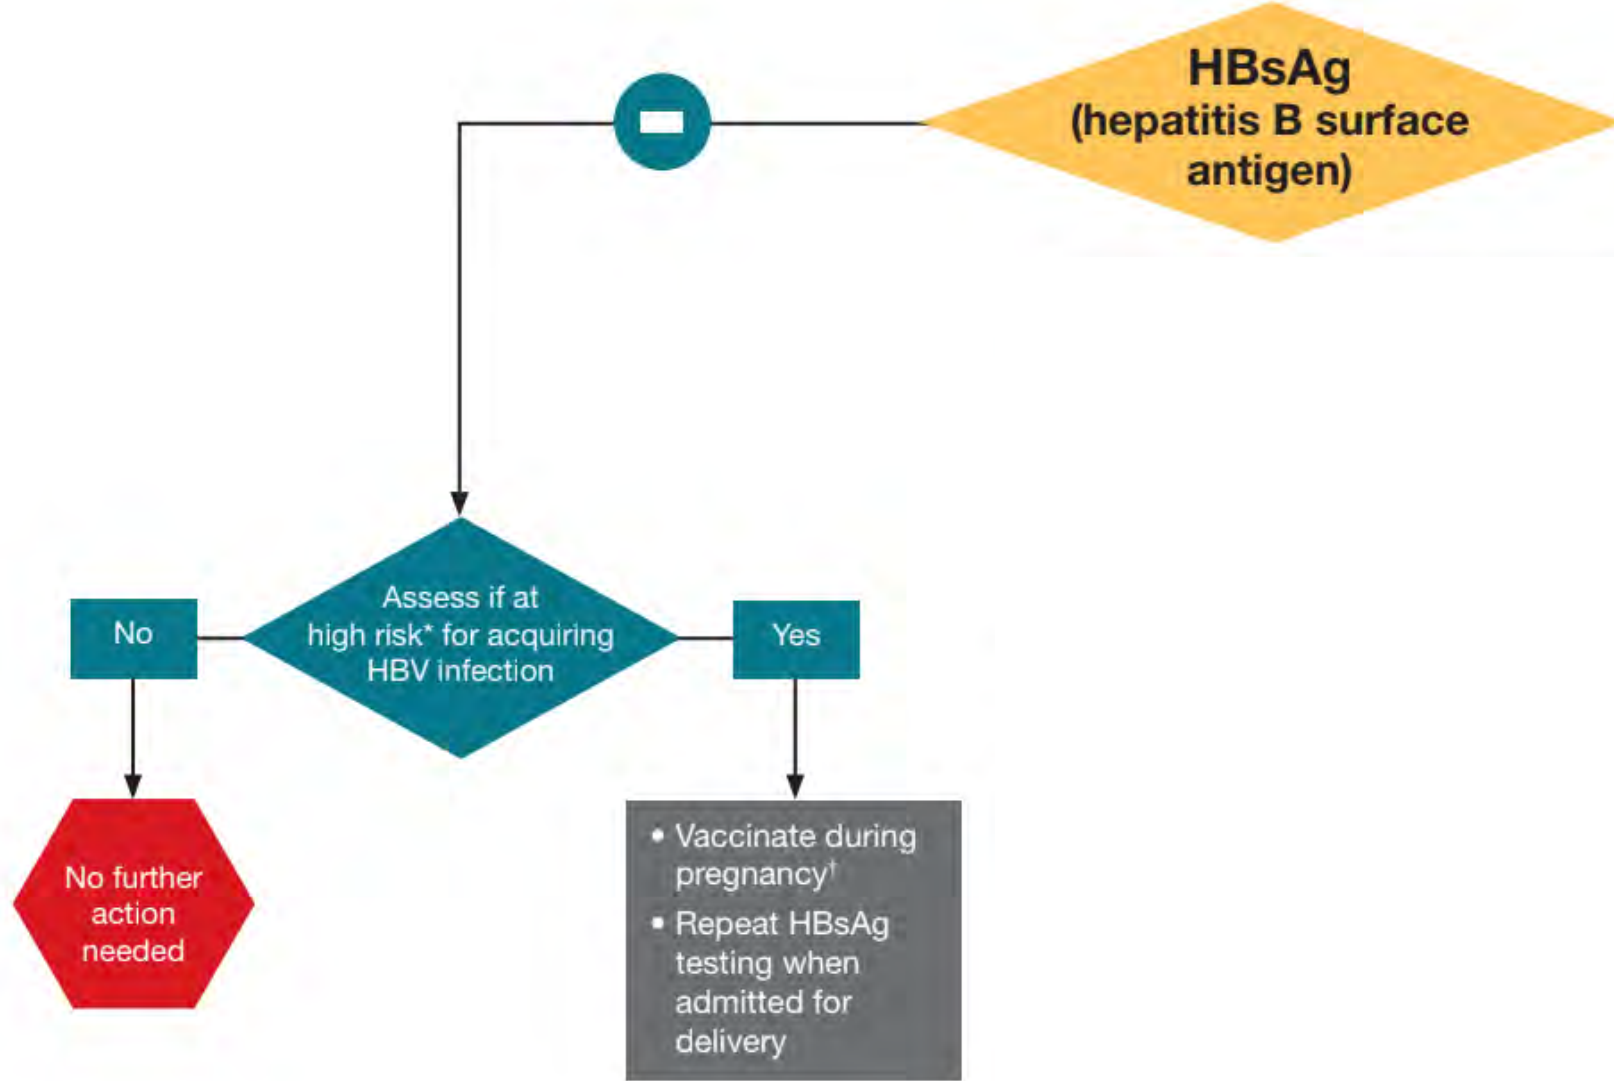 HBsAg
(hepatitis B surface
antigen)
Assess if at
high risk* for acquiring
HBV infection
No
Yes
No further
action
needed
• Vaccinate during
pregnancy†
• Repeat HBsAg
testing when
admitted for
delivery